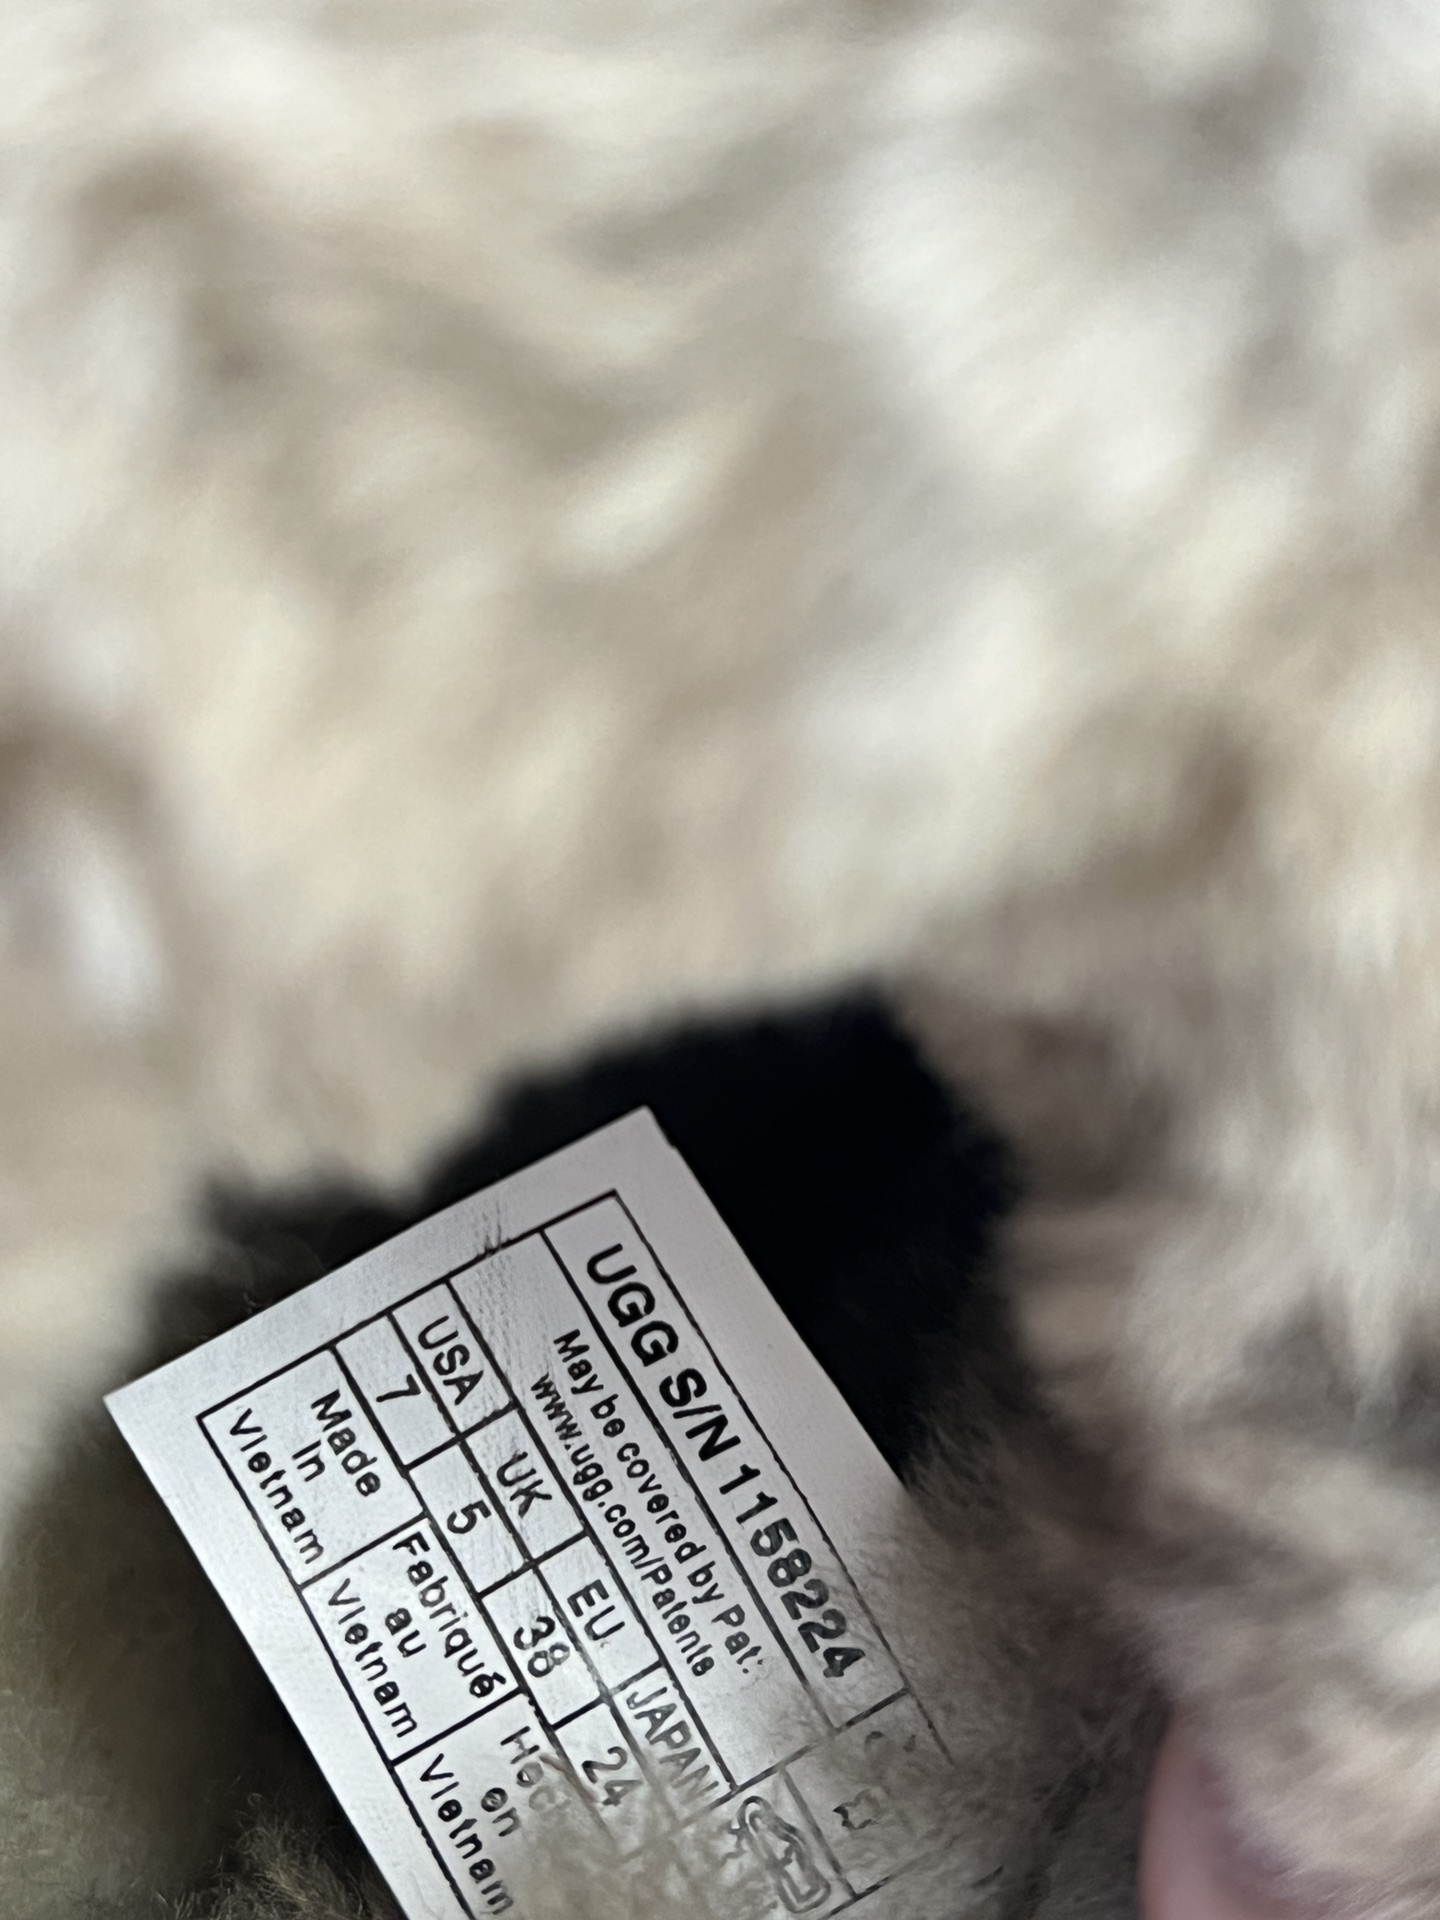 UGG S/N 1158224
May be covered by Pat.:
www.ugg.com/Patents
USA UK EU JAPAN
7 5 38 24
Made Fabriqué
in au en
Vietnam Vietnam Vietnam